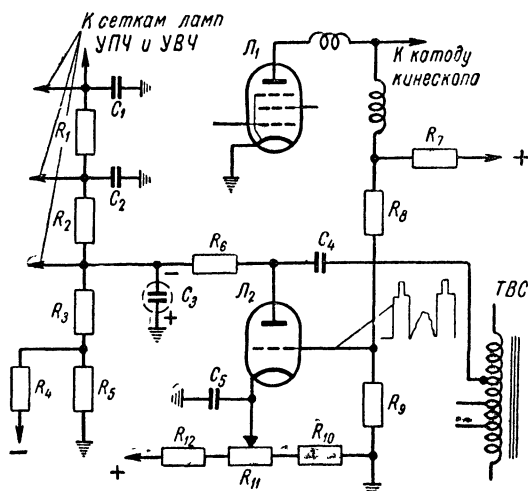 К сеткам ламп
УПЧ и УВЧ
Л1
К катоду
кинескопа
C1
R1
R7
+
C2
R2
R8
R6
C4
−
C3
+
Л2
ТВС
R3
R4
R5
C5
R9
−
+
R12
R11
R10